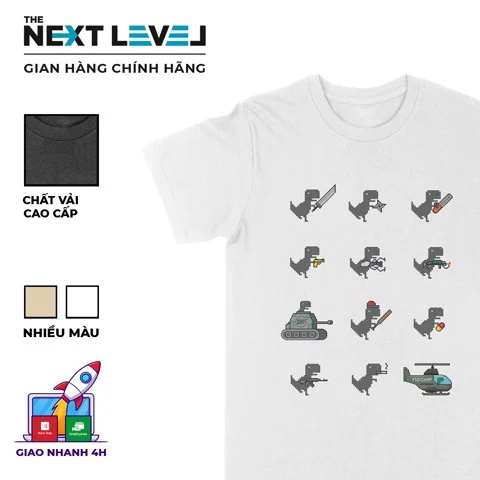 THE
NEXT LEVEL
GIAN HÀNG CHÍNH HÃNG
CHẤT VẢI
CAO CẤP
NHIỀU MÀU
GIAO NHANH 4H